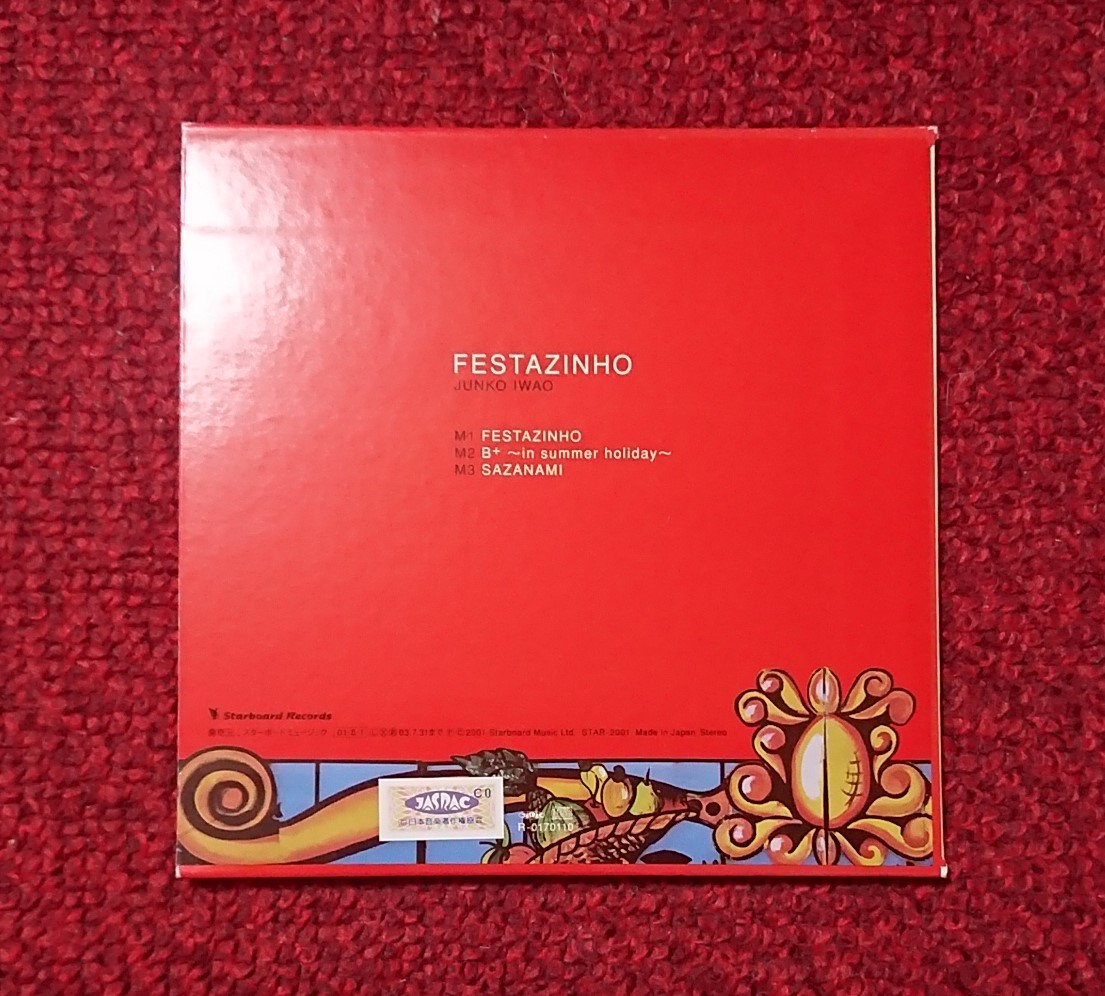 FESTAZINHO
JUNKO IWAO
M1 FESTAZINHO
M2 B+ ～in summer holiday～
M3 SAZANAMI
Starboard Records
©2001 Starboard Music Ltd. STAR-2001 Made in Japan Stereo
JASRAC
R-0170110